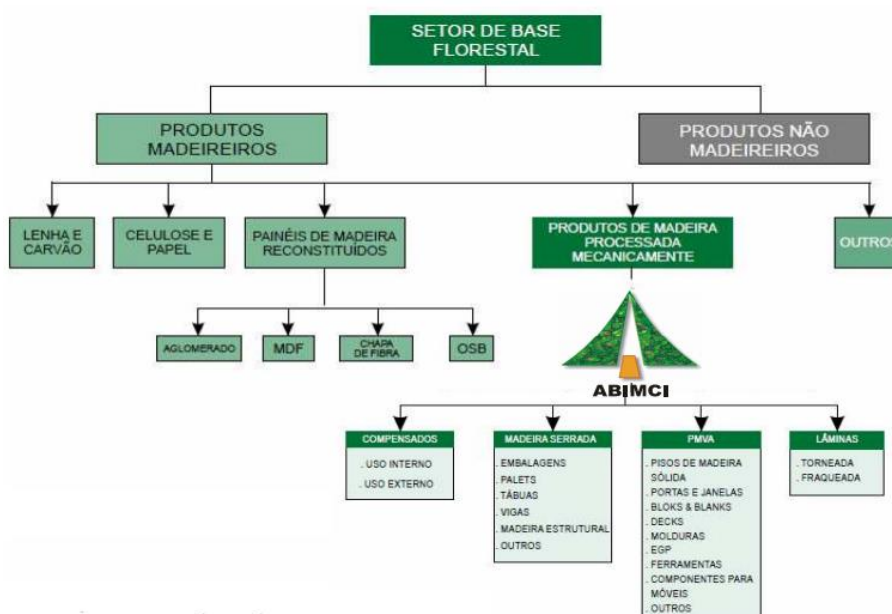 SETOR DE BASE
FLORESTAL
PRODUTOS
MADEIREIROS
PRODUTOS NÃO
MADEIREIROS
LENHA E
CARVÃO
CELULOSE E
PAPEL
PAINÉIS DE MADEIRA
RECONSTITUÍDOS
PRODUTOS DE MADEIRA
PROCESSADA
MECANICAMENTE
OUTROS
AGLOMERADO
MDF
CHAPA
DE FIBRA
OSB
ABIMCI
COMPENSADOS
. USO INTERNO
. USO EXTERNO
MADEIRA SERRADA
. EMBALAGENS
. PALETS
. TÁBUAS
. VIGAS
. MADEIRA ESTRUTURAL
. OUTROS
PMVA
. PISOS DE MADEIRA
SÓLIDA
. PORTAS E JANELAS
. BLOKS & BLANKS
. DECKS
. MOLDURAS
. EGP
. FERRAMENTAS
. COMPONENTES PARA
MÓVEIS
. OUTROS
LÂMINAS
. TORNEADA
. FRAQUEADA